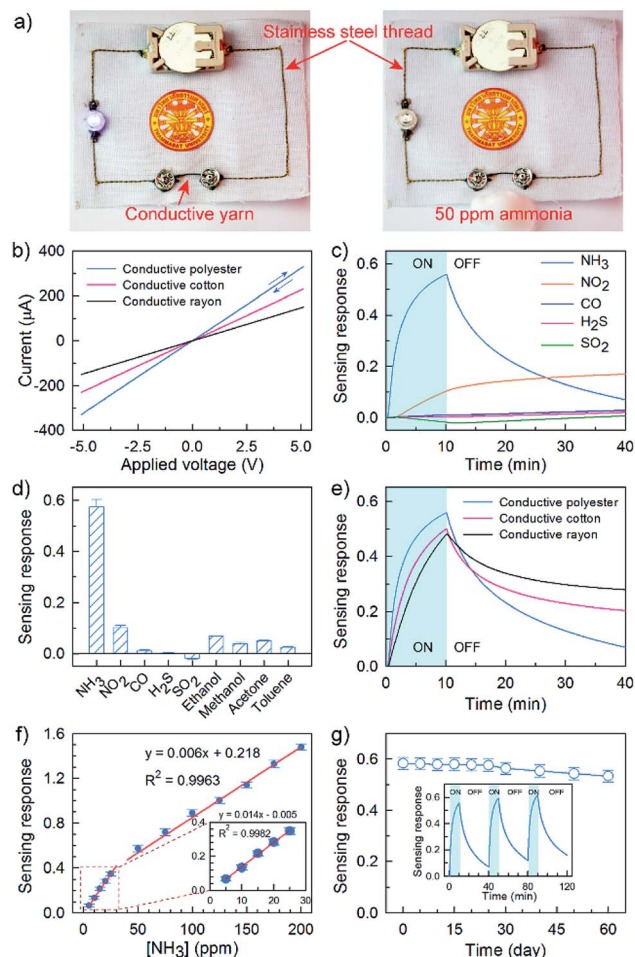 a)
Stainless steel thread
Conductive yarn
50 ppm ammonia
b)
Current (µA)
400
200
0
-200
-400
Conductive polyester
Conductive cotton
Conductive rayon
-5.0 -2.5 0.0 2.5 5.0
Applied voltage (V)
c)
Sensing response
0.6
0.4
0.2
0.0
ON OFF
NH3
NO2
CO
H2S
SO2
0 10 20 30 40
Time (min)
d)
Sensing response
0.6
0.5
0.4
0.3
0.2
0.1
0.0
NH3 NO2 CO H2S SO2 Ethanol Methanol Acetone Toluene
e)
Sensing response
0.6
0.4
0.2
0.0
Conductive polyester
Conductive cotton
Conductive rayon
ON OFF
0 10 20 30 40
Time (min)
f)
Sensing response
1.6
1.2
0.8
0.4
0.0
y = 0.006x + 0.218
R2 = 0.9963
y = 0.014x - 0.005
R2 = 0.9982
0.4
0.2
0.0
0 10 20 30
0 50 100 150 200
[NH3] (ppm)
g)
Sensing response
0.8
0.6
0.4
0.2
0.0
ON OFF ON OFF ON OFF
0.6
0.4
0.2
0.0
0 40 80 120
Time (min)
0 15 30 45 60
Time (day)